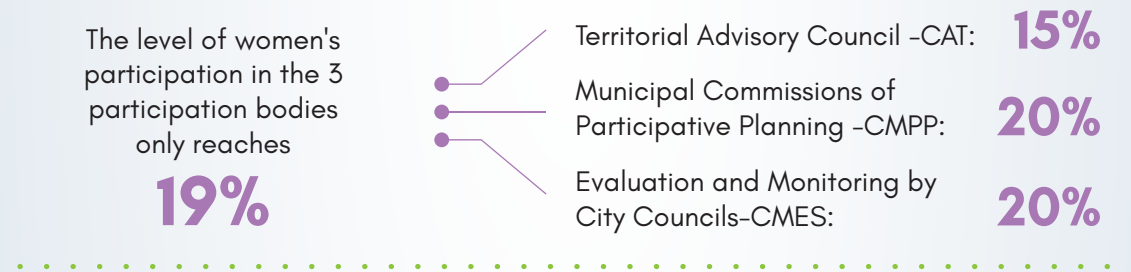 The level of women's
participation in the 3
participation bodies
only reaches
19%
Territorial Advisory Council -CAT: 15%
Municipal Commissions of
Participative Planning -CMPP: 20%
Evaluation and Monitoring by
City Councils-CMES: 20%